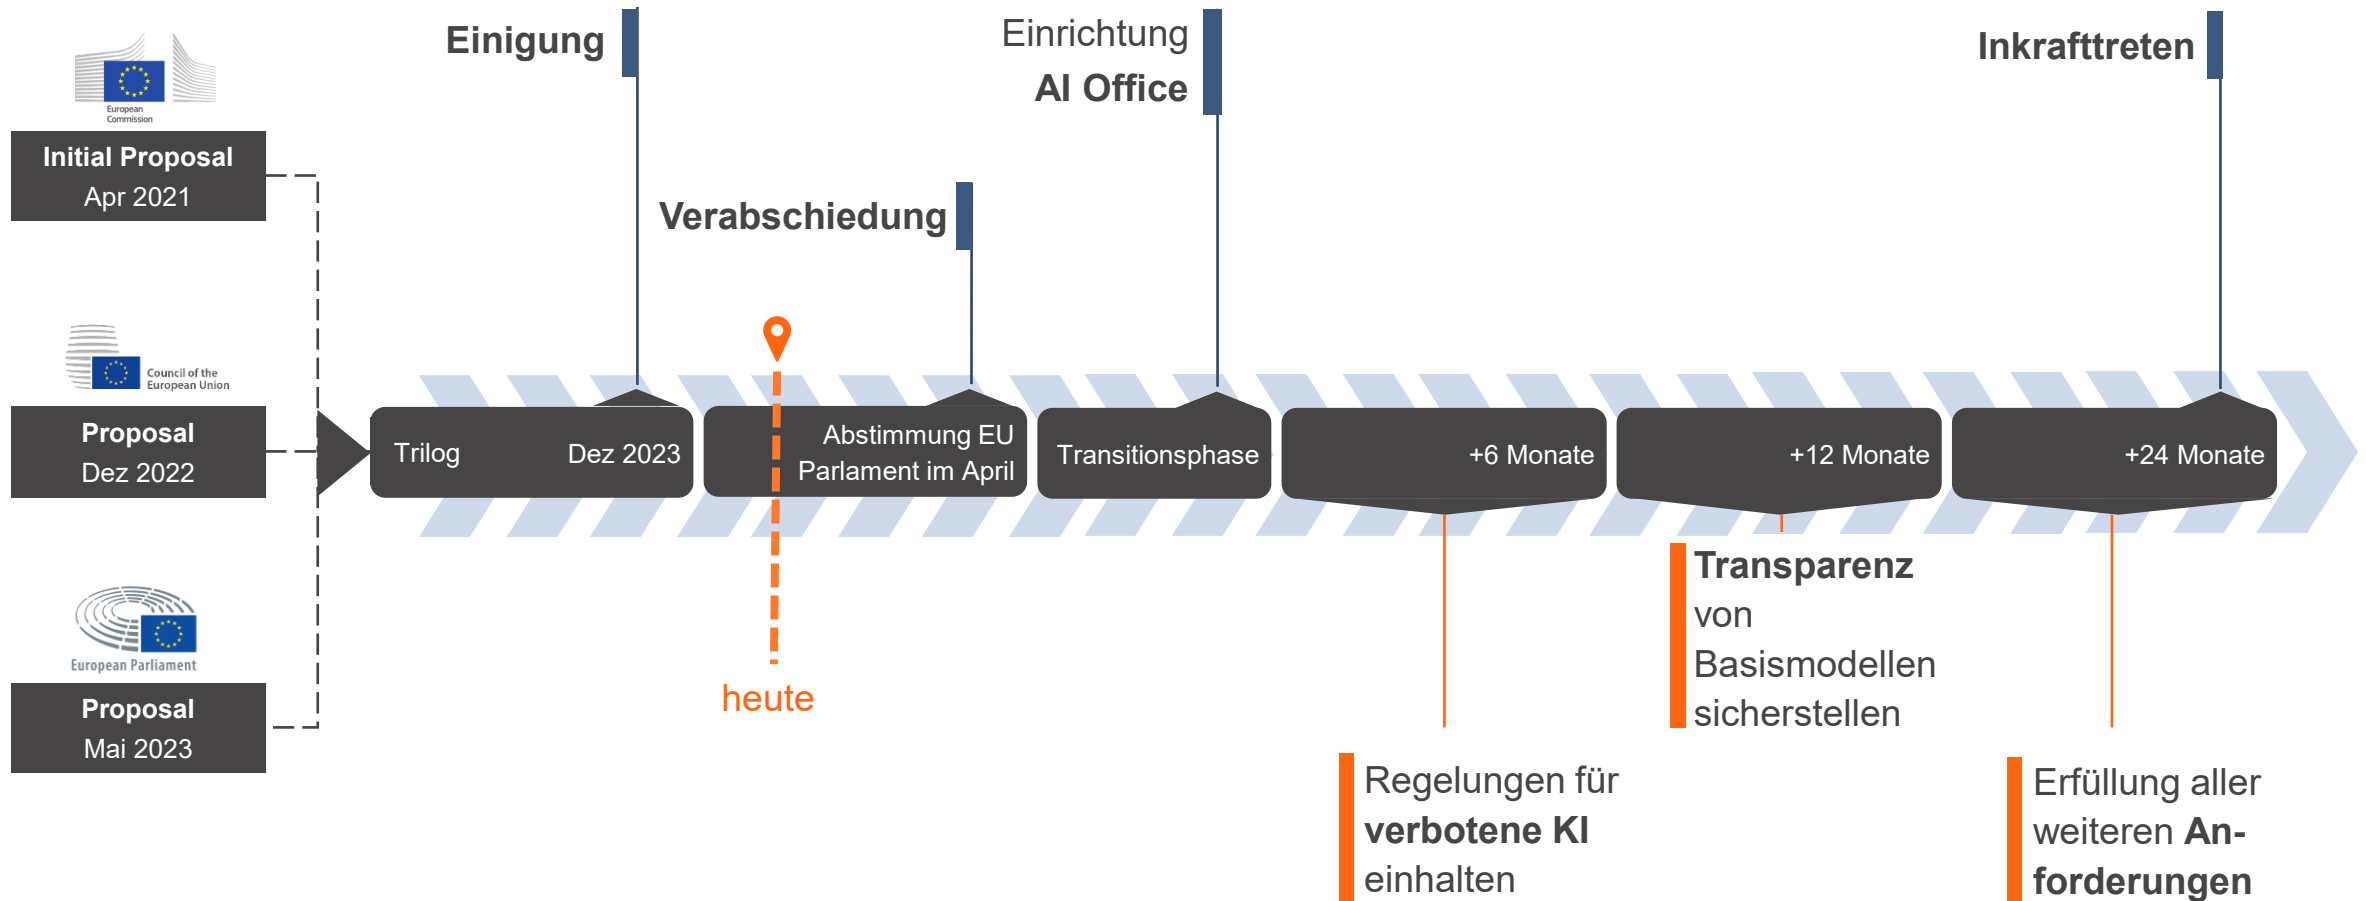 European
Commission
Initial Proposal
Apr 2021
Council of the
European Union
Proposal
Dez 2022
European Parliament
Proposal
Mai 2023
Einigung
Verabschiedung
Einrichtung
AI Office
Inkrafttreten
Trilog
Dez 2023
Abstimmung EU
Parlament im April
Transitionsphase
+6 Monate
+12 Monate
+24 Monate
heute
Regelungen für
verbotene KI
einhalten
Transparenz
von
Basismodellen
sicherstellen
Erfüllung aller
weiteren An-
forderungen